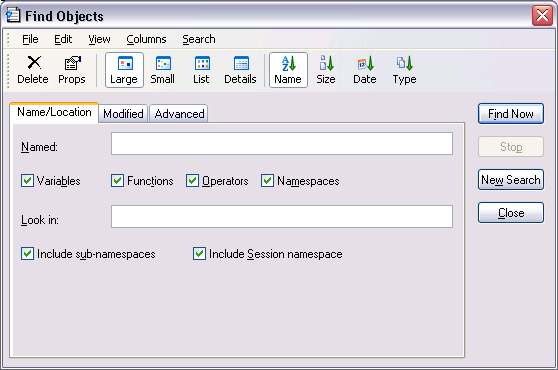 Find Objects
File Edit View Columns Search
Delete Props Large Small List Details Name Size Date Type
Name/Location Modified Advanced
Find Now
Named:
Stop
Variables Functions Operators Namespaces
New Search
Look in:
Close
Include sub-namespaces Include Session namespace